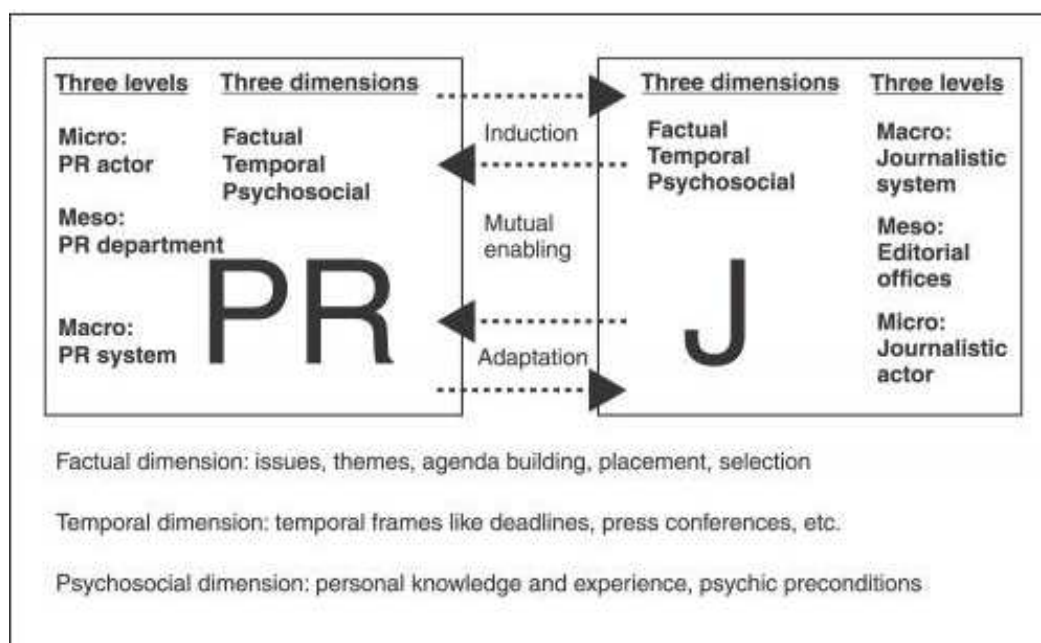 Three levels
Three dimensions
Micro:
PR actor
Factual
Temporal
Psychosocial
Meso:
PR department
Macro:
PR system
PR
Induction
Mutual
enabling
Adaptation
Three dimensions
Three levels
Factual
Temporal
Psychosocial
Macro:
Journalistic
system
Meso:
Editorial
offices
Micro:
Journalistic
actor
J
Factual dimension: issues, themes, agenda building, placement, selection
Temporal dimension: temporal frames like deadlines, press conferences, etc.
Psychosocial dimension: personal knowledge and experience, psychic preconditions